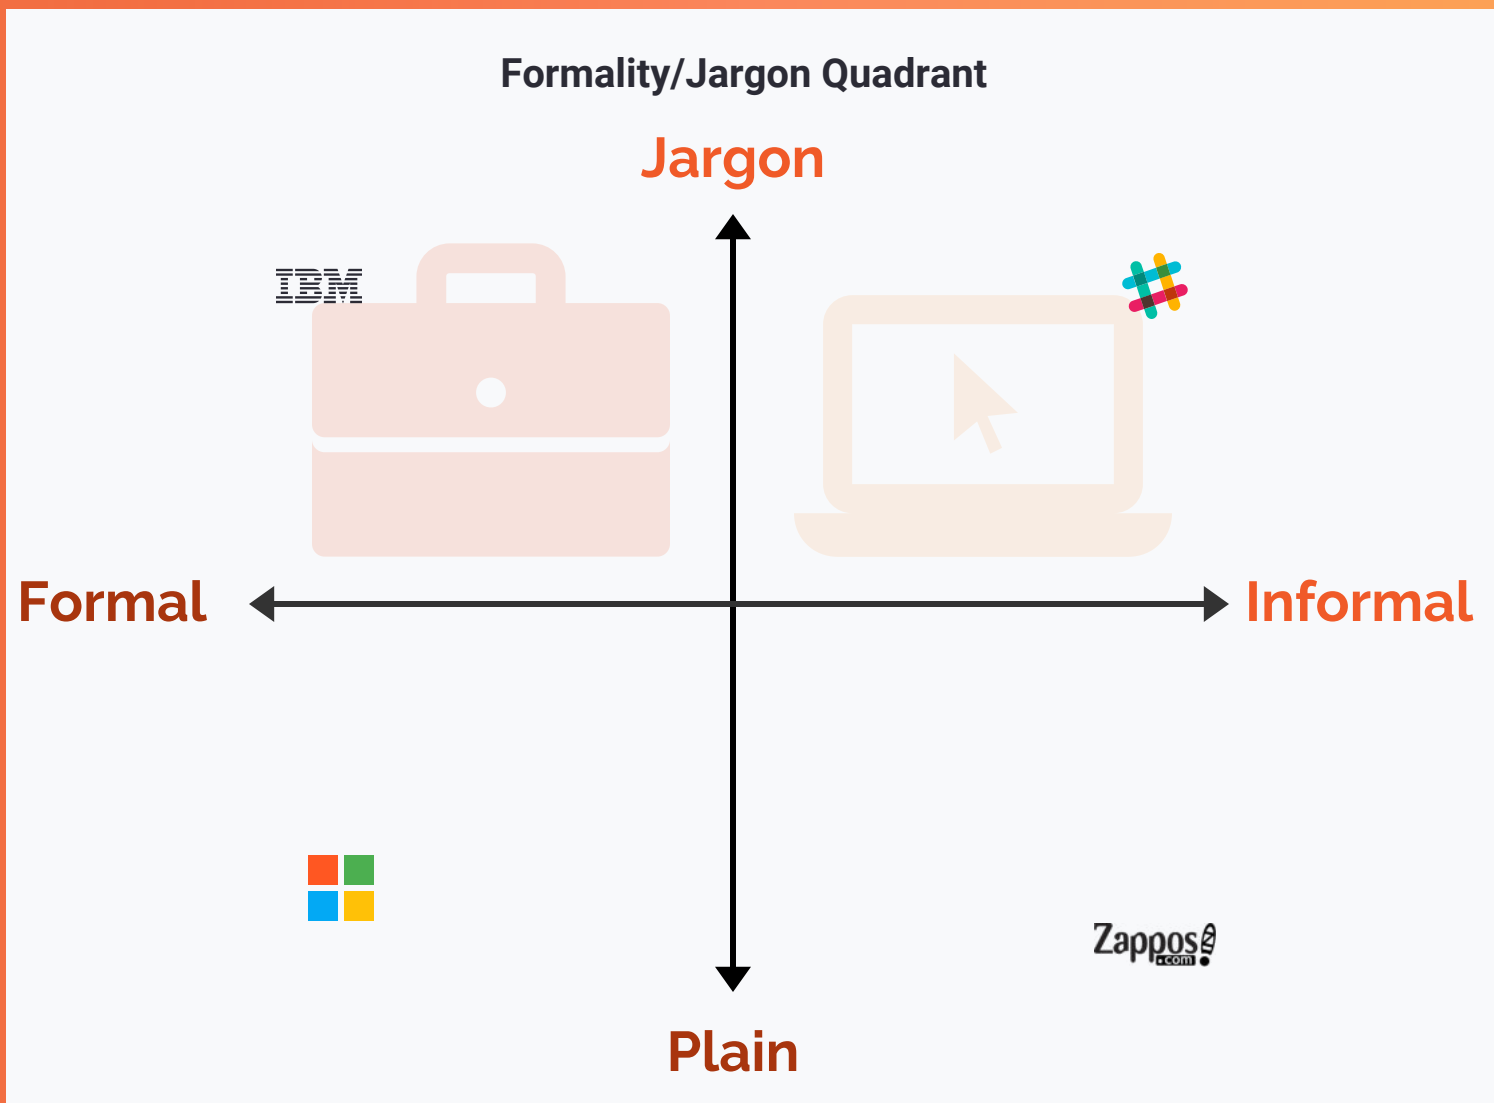 Formality/Jargon Quadrant
Jargon
IBM
Formal
Informal
Zappos
.com
Plain